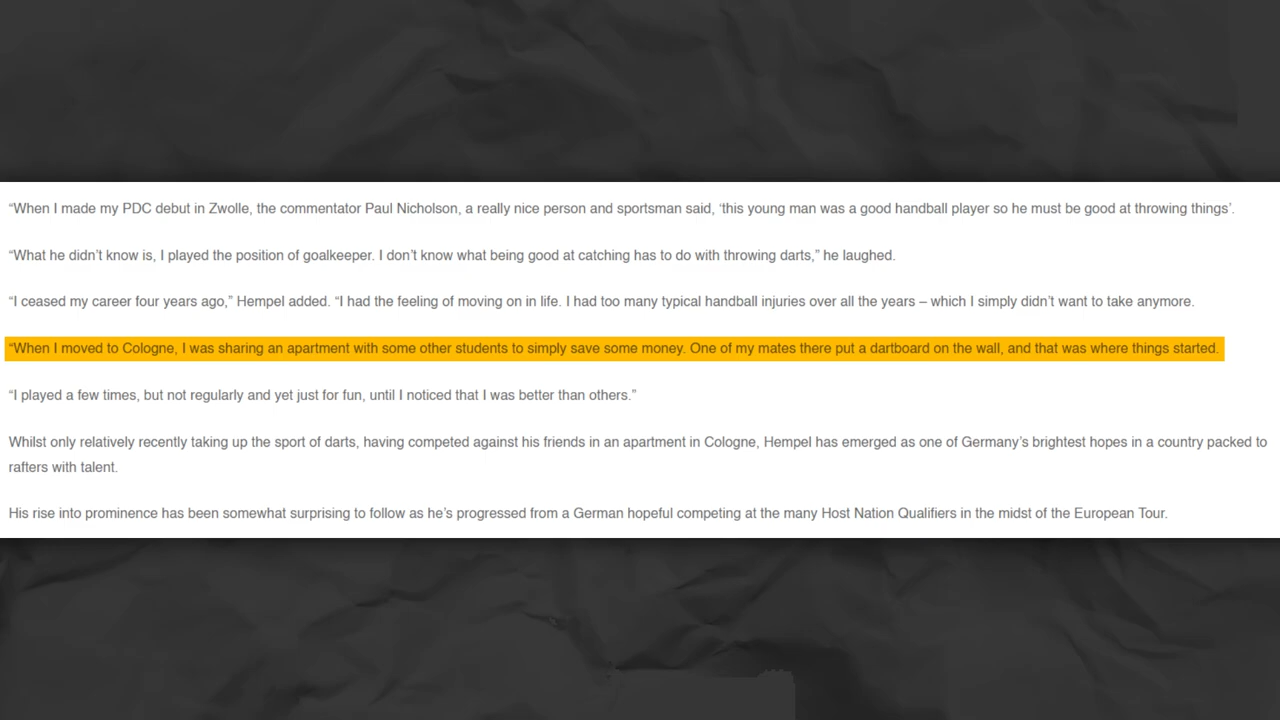 “When I made my PDC debut in Zwolle, the commentator Paul Nicholson, a really nice person and sportsman said, ‘this young man was a good handball player so he must be good at throwing things’.
“What he didn’t know is, I played the position of goalkeeper. I don’t know what being good at catching has to do with throwing darts,” he laughed.
“I ceased my career four years ago,” Hempel added. “I had the feeling of moving on in life. I had too many typical handball injuries over all the years – which I simply didn’t want to take anymore.
“When I moved to Cologne, I was sharing an apartment with some other students to simply save some money. One of my mates there put a dartboard on the wall, and that was where things started.
“I played a few times, but not regularly and yet just for fun, until I noticed that I was better than others.”
Whilst only relatively recently taking up the sport of darts, having competed against his friends in an apartment in Cologne, Hempel has emerged as one of Germany’s brightest hopes in a country packed to
rafters with talent.
His rise into prominence has been somewhat surprising to follow as he’s progressed from a German hopeful competing at the many Host Nation Qualifiers in the midst of the European Tour.